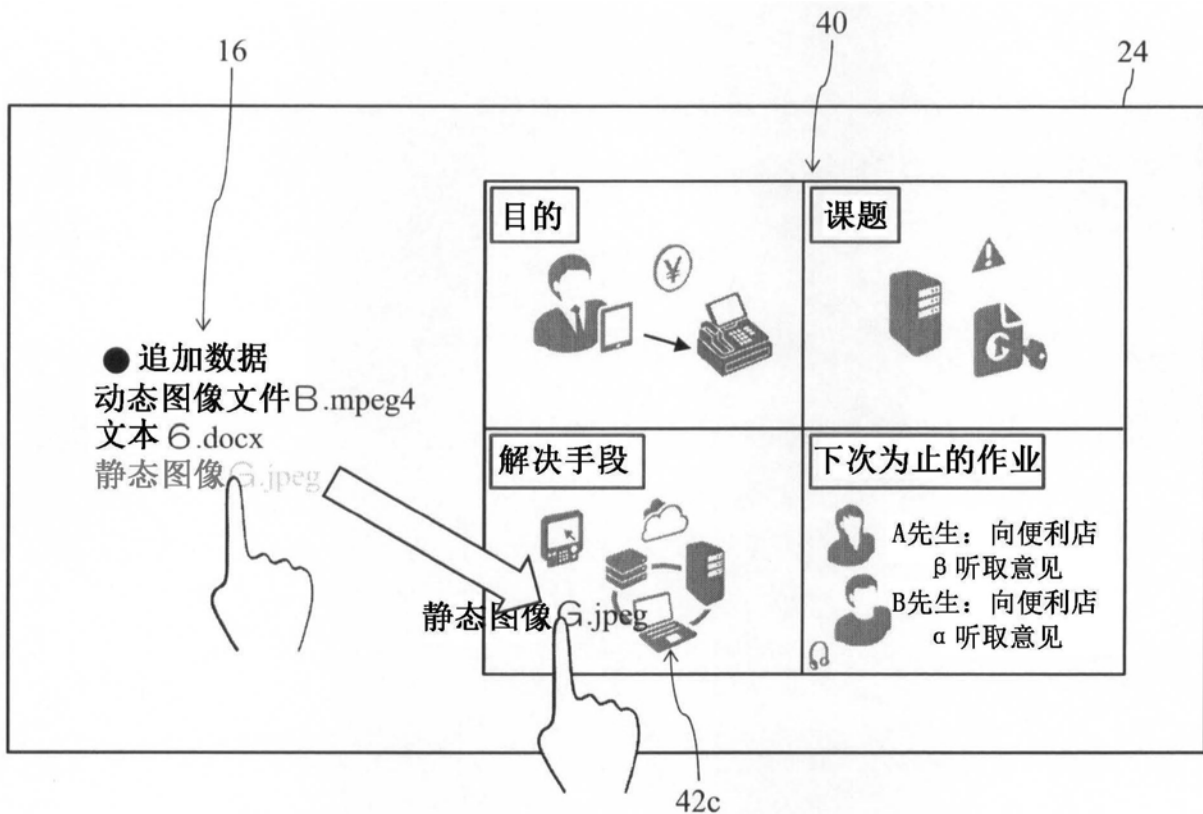 16
40
24
目的
课题
¥
●追加数据
动态图像文件B.mpeg4
文本6.docx
静态图像G.jpeg
解决手段
下次为止的作业
A先生：向便利店
β听取意见
B先生：向便利店
α听取意见
静态图像G.jpeg
42c